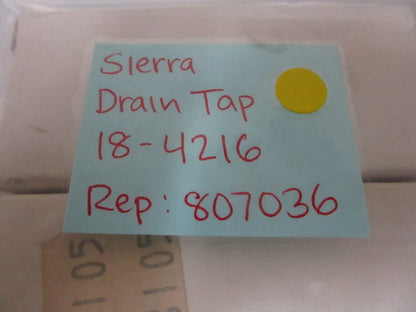 Sierra
Drain Tap
18-4216
Rep: 807036